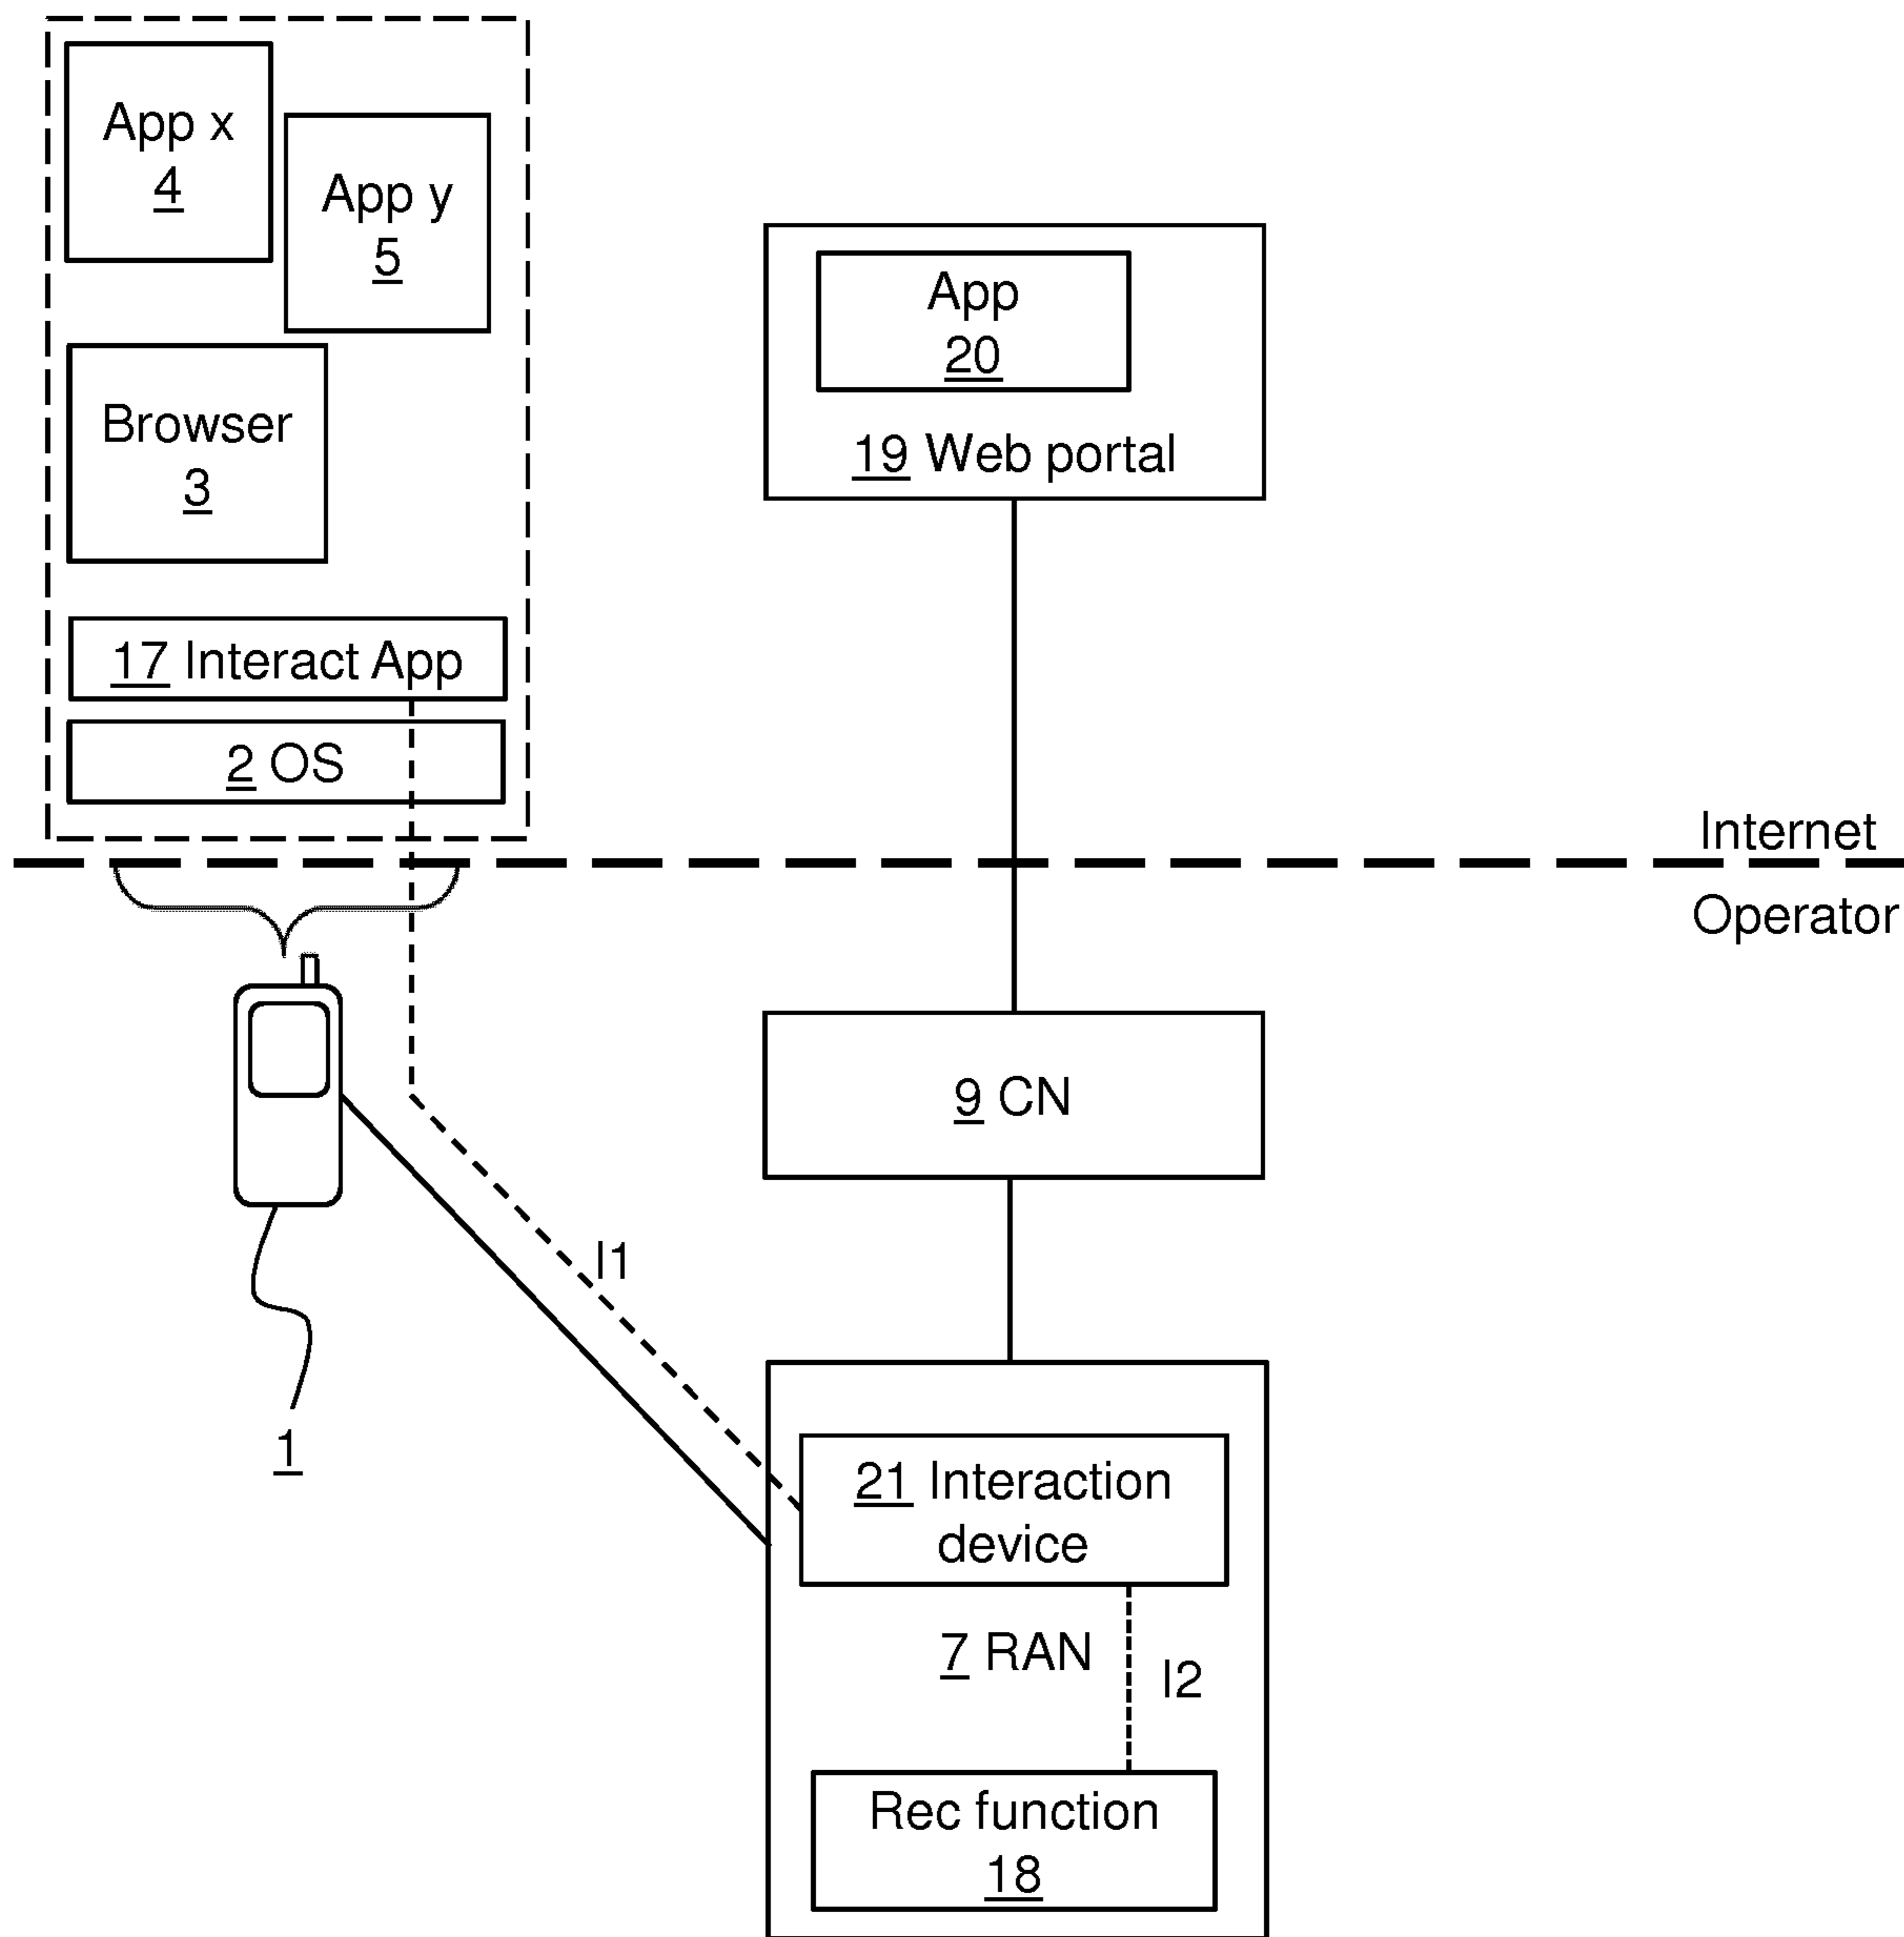 App x
4
App y
5
Browser
3
17 Interact App
2 OS
App
20
19 Web portal
Internet
Operator
9 CN
I1
1
21 Interaction
device
7 RAN
I2
Rec function
18